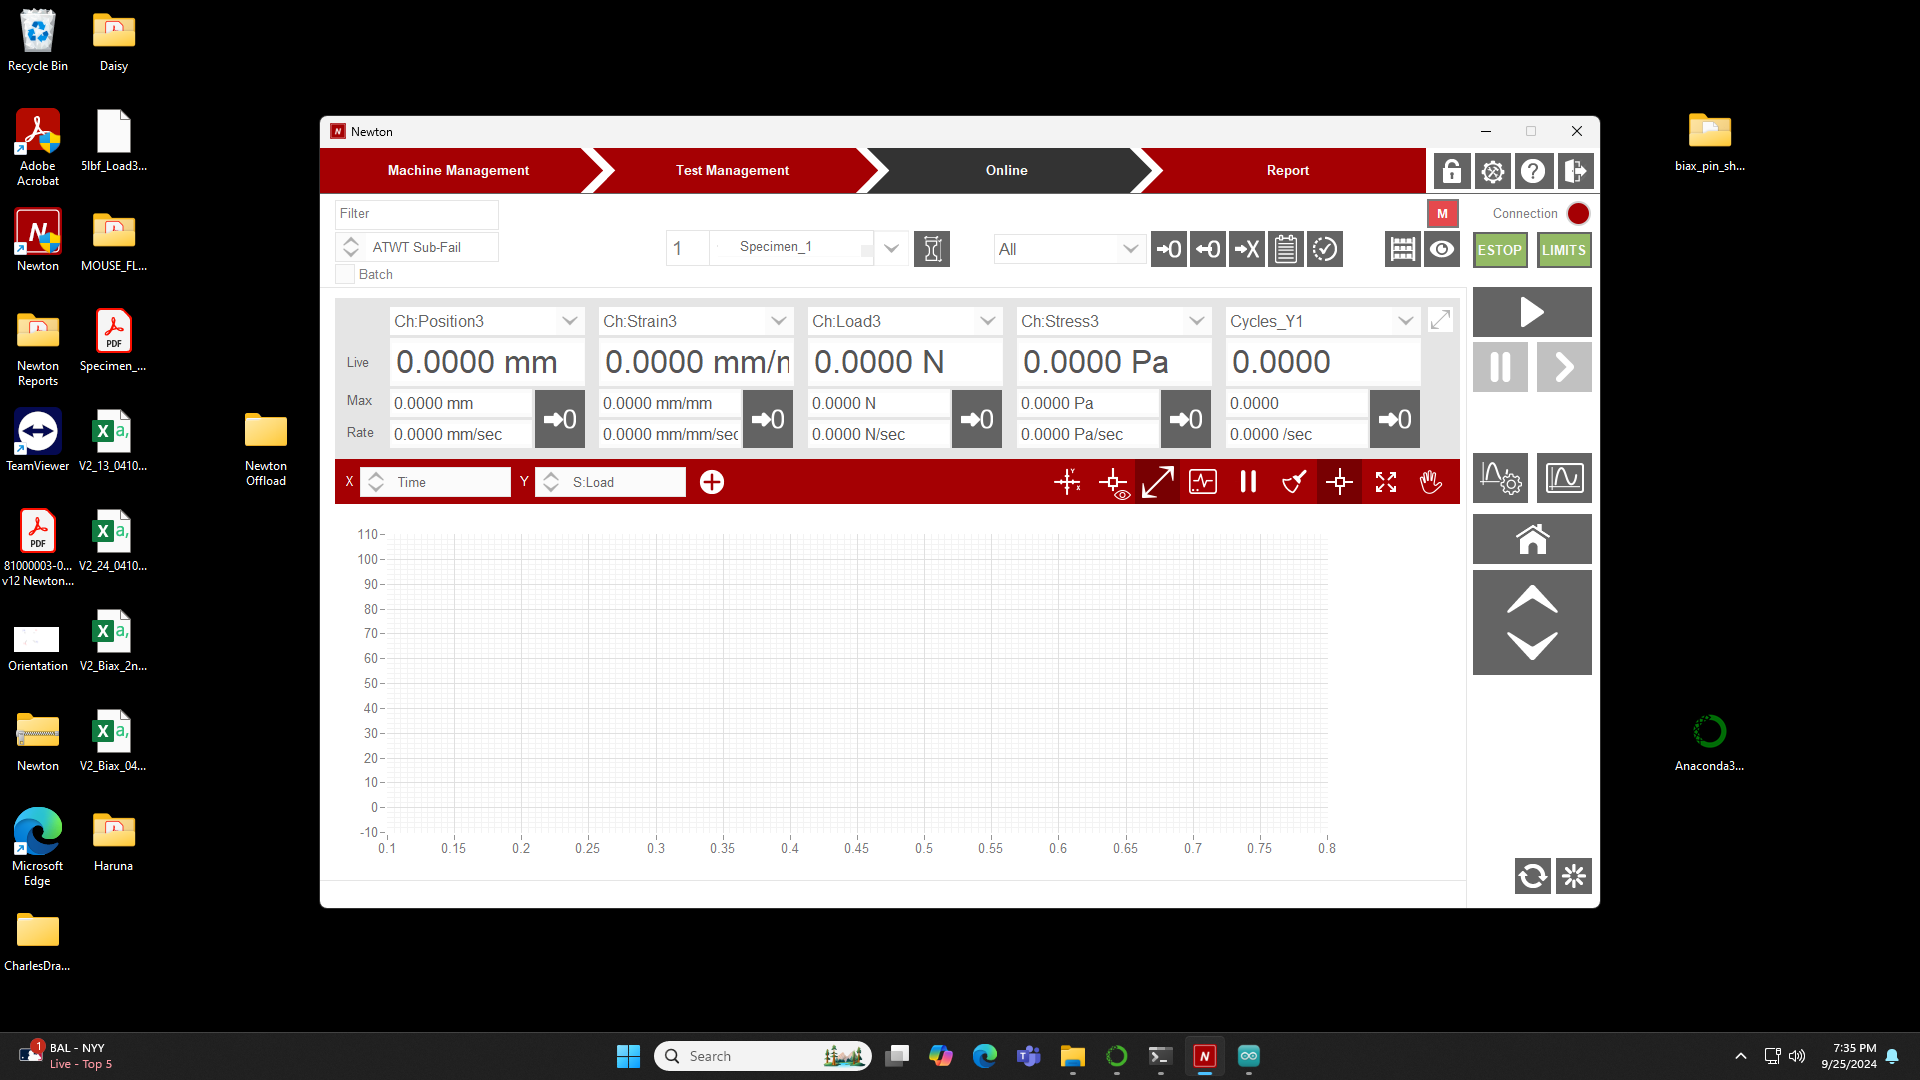 Recycle Bin
Daisy
Adobe
Acrobat
5lbf_Load3...
Newton
MOUSE_FL...
Newton
Reports
Specimen_...
TeamViewer
V2_13_0410...
Newton
Offload
81000003-0...
v12 Newton...
V2_24_0410...
Orientation
V2_Biax_2n...
Newton
V2_Biax_04...
Microsoft
Edge
Haruna
CharlesDra...
biax_pin_sh...
Anaconda3...
Newton
Machine Management
Test Management
Online
Report
Filter
ATWT Sub-Fail
Batch
1
Specimen_1
All
M
Connection
ESTOP
LIMITS
Ch:Position3
Ch:Strain3
Ch:Load3
Ch:Stress3
Cycles_Y1
Live
0.0000 mm
0.0000 mm/
0.0000 N
0.0000 Pa
0.0000
Max
0.0000 mm
0.0000 mm/mm
0.0000 N
0.0000 Pa
0.0000
Rate
0.0000 mm/sec
0.0000 mm/mm/sec
0.0000 N/sec
0.0000 Pa/sec
0.0000 /sec
X
Time
Y
S:Load
110
100
90
80
70
60
50
40
30
20
10
0
-10
0.1
0.15
0.2
0.25
0.3
0.35
0.4
0.45
0.5
0.55
0.6
0.65
0.7
0.75
0.8
1
BAL - NYY
Live - Top 5
Search
7:35 PM
9/25/2024